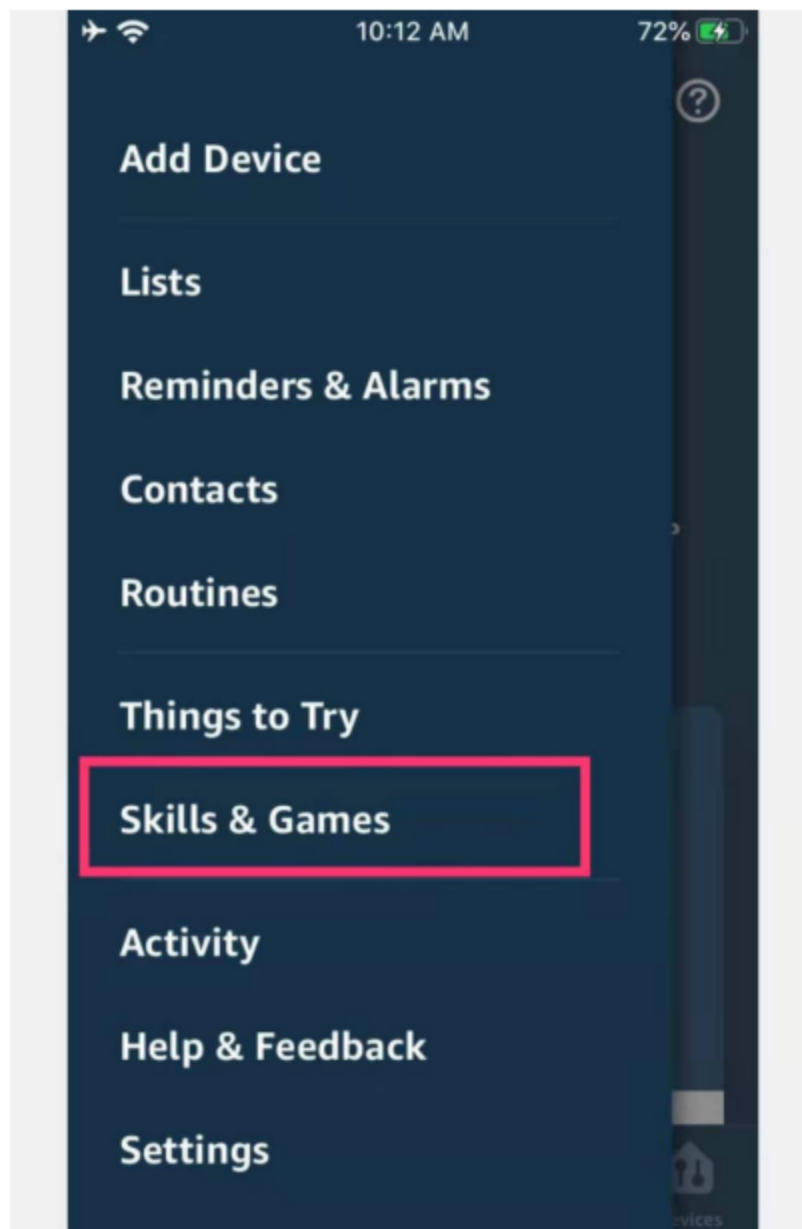 10:12 AM 72%
?
Add Device
Lists
Reminders & Alarms
Contacts
Routines
Things to Try
Skills & Games
Activity
Help & Feedback
Settings